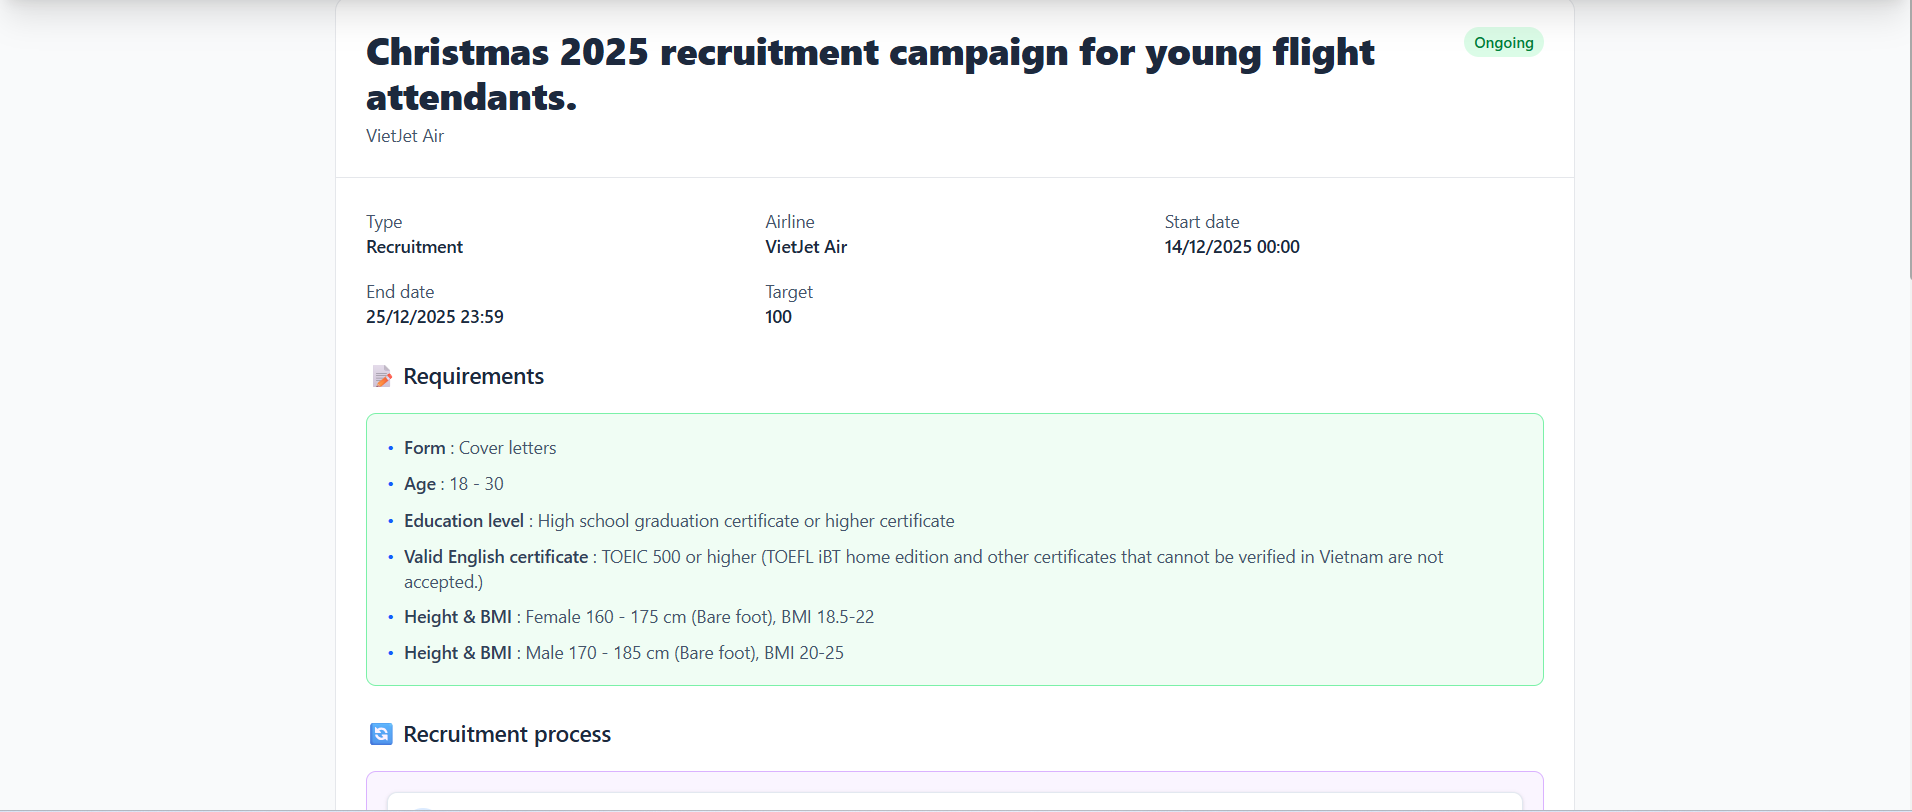 Christmas 2025 recruitment campaign for young flight
attendants.
Ongoing
VietJet Air
Type
Recruitment
Airline
VietJet Air
Start date
14/12/2025 00:00
End date
25/12/2025 23:59
Target
100
Requirements
• Form : Cover letters
• Age : 18 - 30
• Education level : High school graduation certificate or higher certificate
• Valid English certificate : TOEIC 500 or higher (TOEFL iBT home edition and other certificates that cannot be verified in Vietnam are not
accepted.)
• Height & BMI : Female 160 - 175 cm (Bare foot), BMI 18.5-22
• Height & BMI : Male 170 - 185 cm (Bare foot), BMI 20-25
Recruitment process